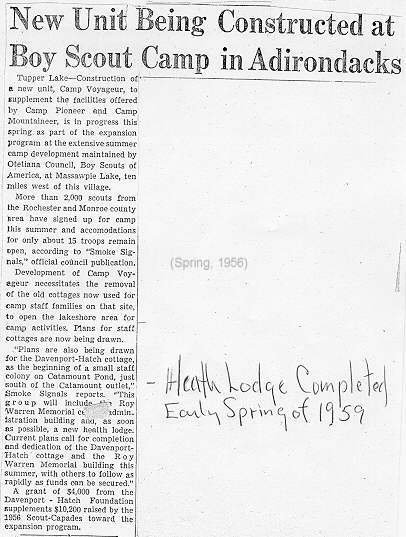 New Unit Being Constructed at
Boy Scout Camp in Adirondacks
Tupper Lake—Construction of
a new unit, Camp Voyageur, to
supplement the facilities offered
by Camp Pioneer and Camp
Mountaineer, is in progress this
spring as part of the expansion
program at the extensive summer
camp development maintained by
Otetiana Council, Boy Scouts of
America, at Massawpie Lake, ten
miles west of this village.
More than 2,000 scouts from
the Rochester and Monroe county
area have signed up for camp
this summer and accomodations
for only about 15 troops remain
open, according to "Smoke Sig-
nals," official council publication.
(Spring, 1956)
Development of Camp Voy-
ageur necessitates the removal
of the old cottages now used for
camp staff families on that site,
to open the lakeshore area for
camp activities. Plans for staff
cottages are now being drawn.
"Plans are also being drawn
for the Davenport-Hatch cottage,
as the beginning of a small staff
colony on Catamount Pond, just
south of the Catamount outlet,"
Smoke Signals reports. "This
group will include the Roy
Warren Memorial admin-
istration building and, as soon
as possible, a new health lodge.
Current plans call for completion
and dedication of the Davenport-
Hatch cottage and the Roy
Warren Memorial building this
summer, with others to follow as
rapidly as funds can be secured."
A grant of $4,000 from the
Davenport - Hatch Foundation
supplements $10,200 raised by the
1956 Scout-Capades toward the
expansion program.
- Heath Lodge Completed
Early Spring of 1959